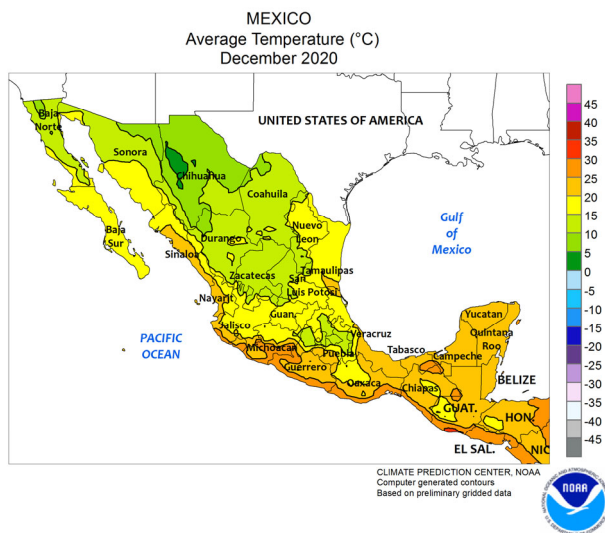 MEXICO
Average Temperature (°C)
December 2020
UNITED STATES OF AMERICA
Baja
Norte
Sonora
Chihuahua
Coahuila
Baja
Sur
Sinaloa
Durango
Nuevo
Leon
Zacatecas
San
Luis Potosi
Tamaulipas
Nayarit
Jalisco
Guan.
Michoacan
Guerrero
Puebla
Veracruz
Oaxaca
Tabasco
Chiapas
Campeche
Yucatan
Quintana
Roo
Gulf
of
Mexico
PACIFIC
OCEAN
BELIZE
GUAT.
HON.
EL SAL.
NIC
45
40
35
30
25
20
15
10
5
0
-5
-10
-15
-20
-25
-30
-35
-40
-45
CLIMATE PREDICTION CENTER, NOAA
Computer generated contours
Based on preliminary gridded data
NOAA